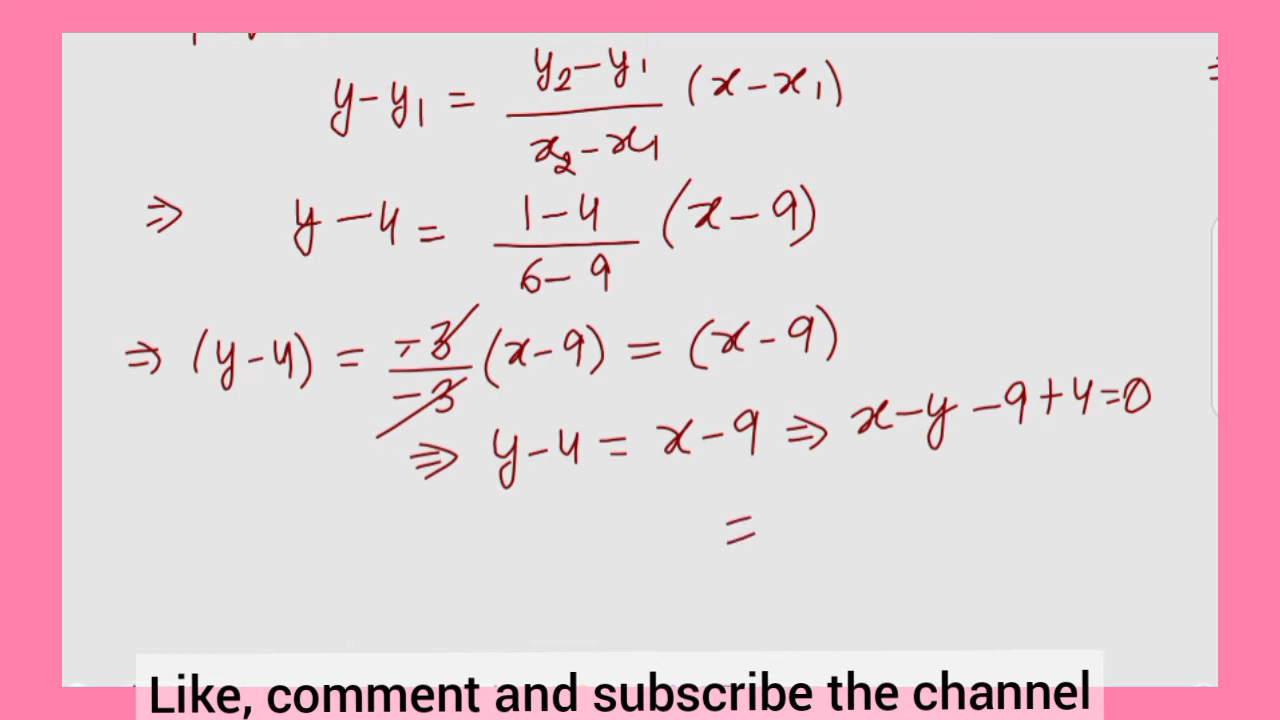 y-y₁ = (y₂-y₁)/(x₂-x₁) (x-x₁)
⇒ y-4 = (1-4)/(6-9) (x-9)
⇒ (y-4) = -3/-3 (x-9) = (x-9)
⇒ y-4 = x-9 ⇒ x-y-9+4=0
=
Like, comment and subscribe the channel